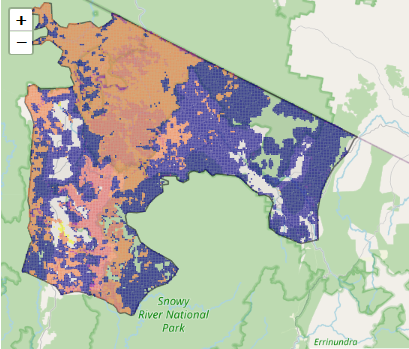 +
−
Snowy
River National
Park
Errinundra